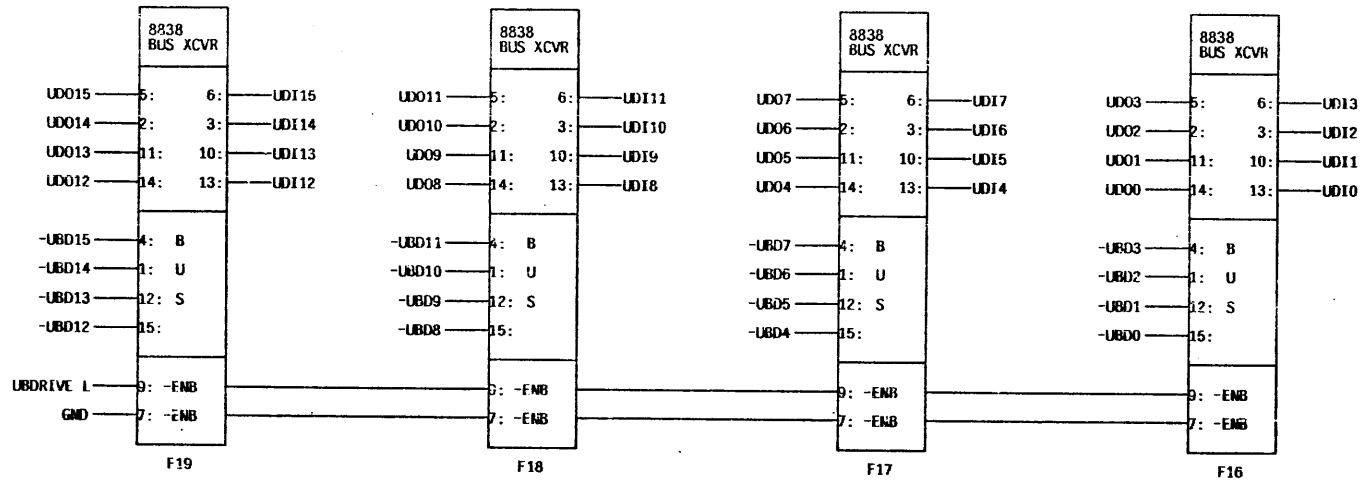 8838
BUS XCVR
UDO15 5: 6: UDI15
UDO14 2: 3: UDI14
UDO13 11: 10: UDI13
UDO12 14: 13: UDI12
-UBD15 4: B
-UBD14 1: U
-UBD13 12: S
-UBD12 15:
UBDRIVE L 9: -ENB
GND 7: -ENB
F19
8838
BUS XCVR
UDO11 5: 6: UDI11
UDO10 2: 3: UDI10
UDO9 11: 10: UDI9
UDO8 14: 13: UDI8
-UBD11 4: B
-UBD10 1: U
-UBD9 12: S
-UBD8 15:
9: -ENB
7: -ENB
F18
8838
BUS XCVR
UDO7 5: 6: UDI7
UDO6 2: 3: UDI6
UDO5 11: 10: UDI5
UDO4 14: 13: UDI4
-UBD7 4: B
-UBD6 1: U
-UBD5 12: S
-UBD4 15:
9: -ENB
7: -ENB
F17
8838
BUS XCVR
UDO3 5: 6: UDI3
UDO2 2: 3: UDI2
UDO1 11: 10: UDI1
UDO0 14: 13: UDI0
-UBD3 4: B
-UBD2 1: U
-UBD1 12: S
-UBD0 15:
9: -ENB
7: -ENB
F16